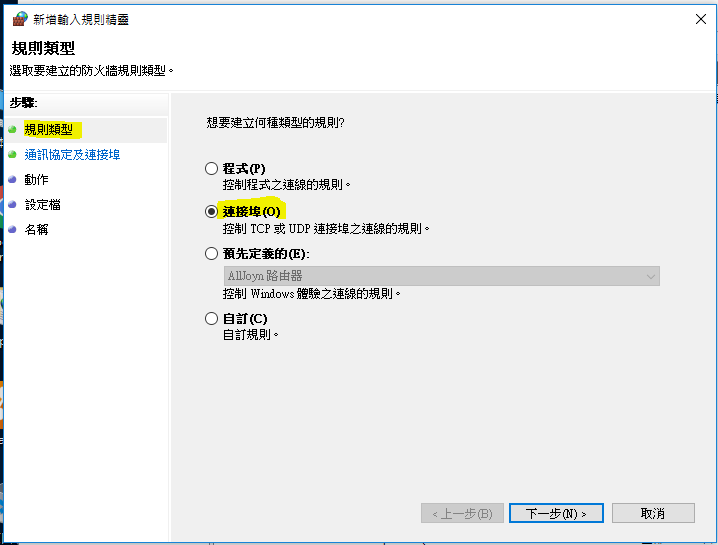 新增輸入規則精靈
規則類型
選取要建立的防火牆規則類型。
步驟:
規則類型
通訊協定及連接埠
動作
設定檔
名稱
想要建立何種類型的規則?
程式(P)
控制程式之連線的規則。
連接埠(O)
控制 TCP 或 UDP 連接埠之連線的規則。
預先定義的(E):
AllJoyn 路由器
控制 Windows 體驗之連線的規則。
自訂(C)
自訂規則。
< 上一步(B)
下一步(N) >
取消